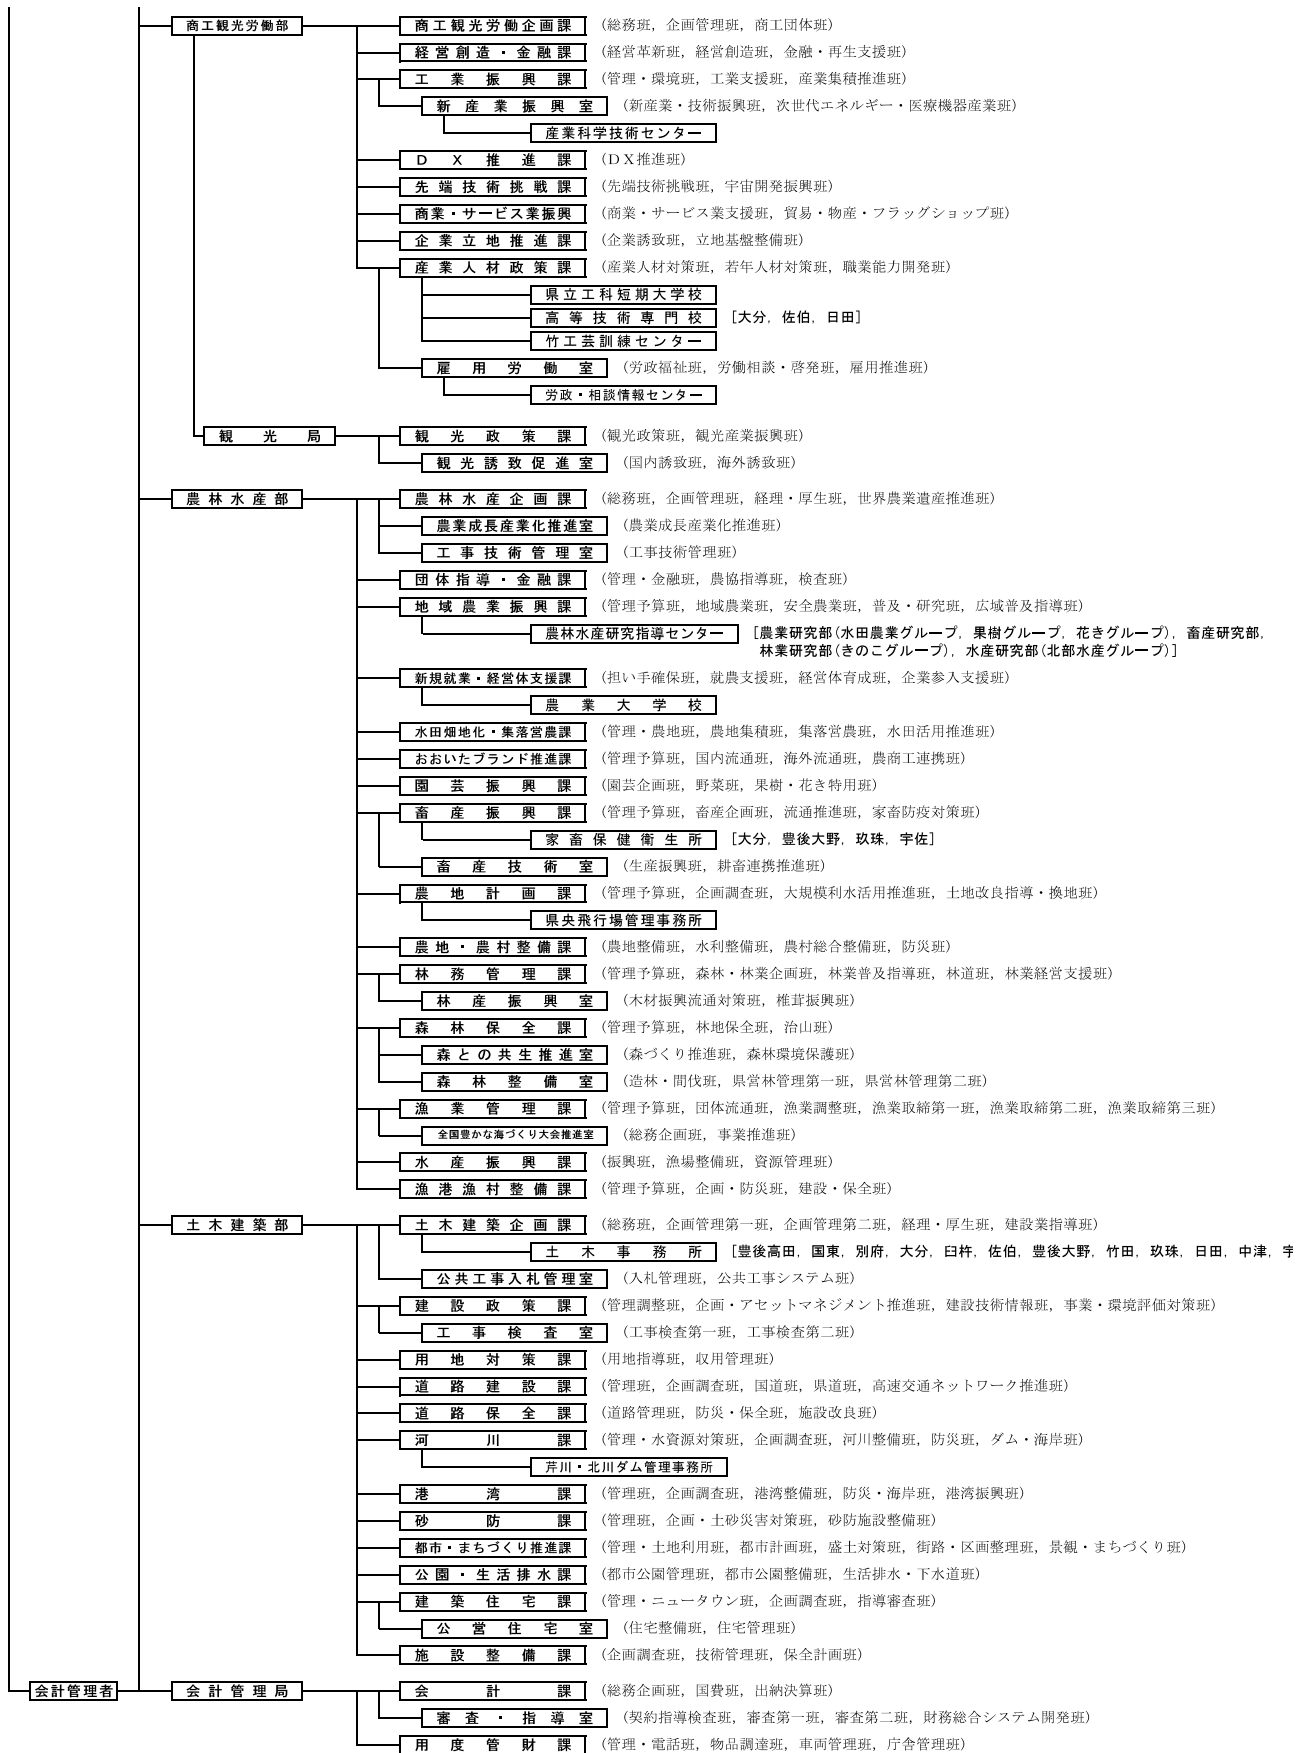 商工観光労働部 商工観光労働企画課 （総務班，企画管理班，商工団体班）
経営創造・金融課 （経営革新班，経営創造班，金融・再生支援班）
工業振興課 （管理・環境班，工業支援班，産業集積推進班）
新産業振興室 （新産業・技術振興班，次世代エネルギー・医療機器産業班）
産業科学技術センター
ＤＸ推進課 （ＤＸ推進班）
先端技術挑戦課 （先端技術挑戦班，宇宙開発振興班）
商業・サービス業振興 （商業・サービス業支援班，貿易・物産・フラッグショップ班）
企業立地推進課 （企業誘致班，立地基盤整備班）
産業人材政策課 （産業人材対策班，若年人材対策班，職業能力開発班）
県立工科短期大学校
高等技術専門校 ［大分，佐伯，日田］
竹工芸訓練センター
雇用労働室 （労政福祉班，労働相談・啓発班，雇用推進班）
労政・相談情報センター
観光局 観光政策課 （観光政策班，観光産業振興班）
観光誘致促進室 （国内誘致班，海外誘致班）
農林水産部 農林水産企画課 （総務班，企画管理班，経理・厚生班，世界農業遺産推進班）
農業成長産業化推進室 （農業成長産業化推進班）
工事技術管理室 （工事技術管理班）
団体指導・金融課 （管理・金融班，農協指導班，検査班）
地域農業振興課 （管理予算班，地域農業班，安全農業班，普及・研究班，広域普及指導班）
農林水産研究指導センター ［農業研究部（水田農業グループ，果樹グループ，花きグループ），畜産研究部，
林業研究部（きのこグループ），水産研究部（北部水産グループ）］
新規就業・経営体支援課 （担い手確保班，就農支援班，経営体育成班，企業参入支援班）
農業大学校
水田畑地化・集落営農課 （管理・農地班，農地集積班，集落営農班，水田活用推進班）
おおいたブランド推進課 （管理予算班，国内流通班，海外流通班，農商工連携班）
園芸振興課 （園芸企画班，野菜班，果樹・花き特用班）
畜産振興課 （管理予算班，畜産企画班，流通推進班，家畜防疫対策班）
家畜保健衛生所 ［大分，豊後大野，玖珠，宇佐］
畜産技術室 （生産振興班，耕畜連携推進班）
農地計画課 （管理予算班，企画調査班，大規模利水活用推進班，土地改良指導・換地班）
県央飛行場管理事務所
農地・農村整備課 （農地整備班，水利整備班，農村総合整備班，防災班）
林務管理課 （管理予算班，森林・林業企画班，林業普及指導班，林道班，林業経営支援班）
林産振興室 （木材振興流通対策班，椎茸振興班）
森林保全課 （管理予算班，林地保全班，治山班）
森との共生推進室 （森づくり推進班，森林環境保護班）
森林整備室 （造林・間伐班，県営林管理第一班，県営林管理第二班）
漁業管理課 （管理予算班，団体流通班，漁業調整班，漁業取締第一班，漁業取締第二班，漁業取締第三班）
全国豊かな海づくり大会推進室 （総務企画班，事業推進班）
水産振興課 （振興班，漁場整備班，資源管理班）
漁港漁村整備課 （管理予算班，企画・防災班，建設・保全班）
土木建築部 土木建築企画課 （総務班，企画管理第一班，企画管理第二班，経理・厚生班，建設業指導班）
土木事務所 ［豊後高田，国東，別府，大分，臼杵，佐伯，豊後大野，竹田，玖珠，日田，中津，宇
公共工事入札管理室 （入札管理班，公共工事システム班）
建設政策課 （管理調整班，企画・アセットマネジメント推進班，建設技術情報班，事業・環境評価対策班）
工事検査室 （工事検査第一班，工事検査第二班）
用地対策課 （用地指導班，収用管理班）
道路建設課 （管理班，企画調査班，国道班，県道班，高速交通ネットワーク推進班）
道路保全課 （道路管理班，防災・保全班，施設改良班）
河川課 （管理・水資源対策班，企画調査班，河川整備班，防災班，ダム・海岸班）
芹川・北川ダム管理事務所
港湾課 （管理班，企画調査班，港湾整備班，防災・海岸班，港湾振興班）
砂防課 （管理班，企画・土砂災害対策班，砂防施設整備班）
都市・まちづくり推進課 （管理・土地利用班，都市計画班，盛土対策班，街路・区画整理班，景観・まちづくり班）
公園・生活排水課 （都市公園管理班，都市公園整備班，生活排水・下水道班）
建築住宅課 （管理・ニュータウン班，企画調査班，指導審査班）
公営住宅室 （住宅整備班，住宅管理班）
施設整備課 （企画調査班，技術管理班，保全計画班）
会計管理者 会計管理局 会計課 （総務企画班，国費班，出納決算班）
審査・指導室 （契約指導検査班，審査第一班，審査第二班，財務総合システム開発班）
用度管財課 （管理・電話班，物品調達班，車両管理班，庁舎管理班）